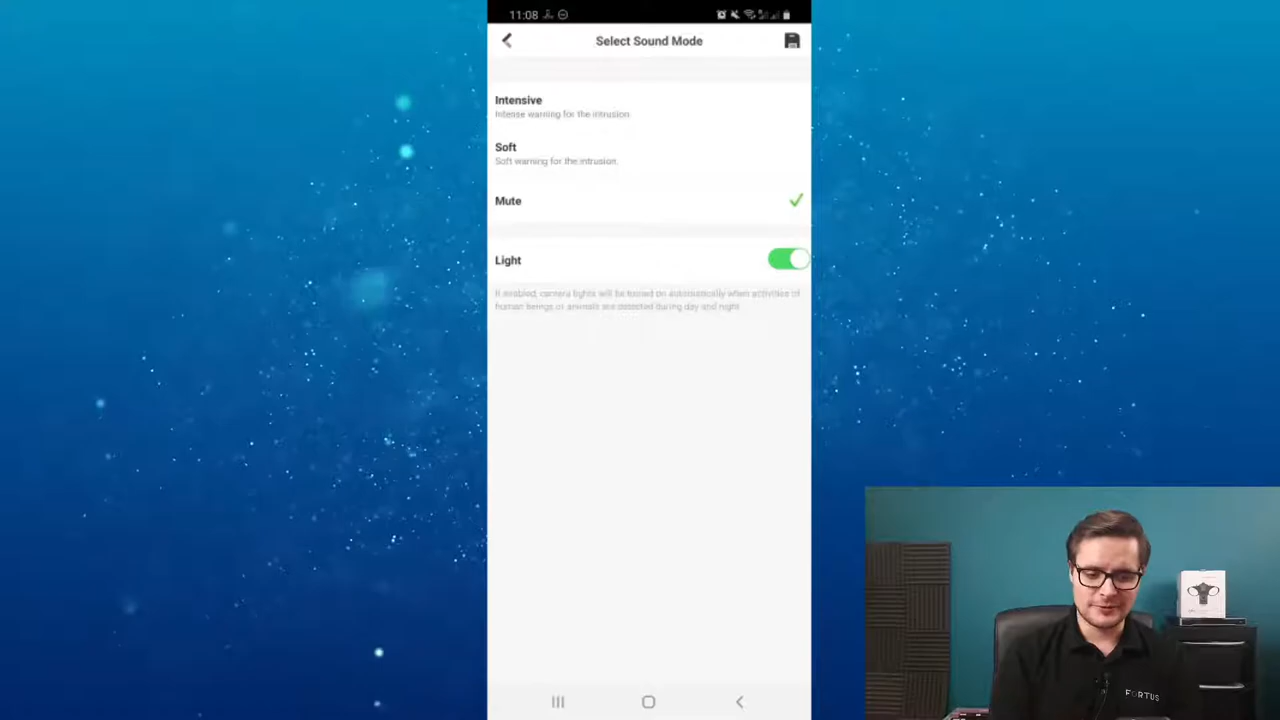 11:08
Select Sound Mode
Intensive
Intense warning for the intrusion.
Soft
Soft warning for the intrusion.
Mute
Light
If enabled, camera lights will be turned on automatically when activities of
human beings or animals are detected during day and night.
FORTUS